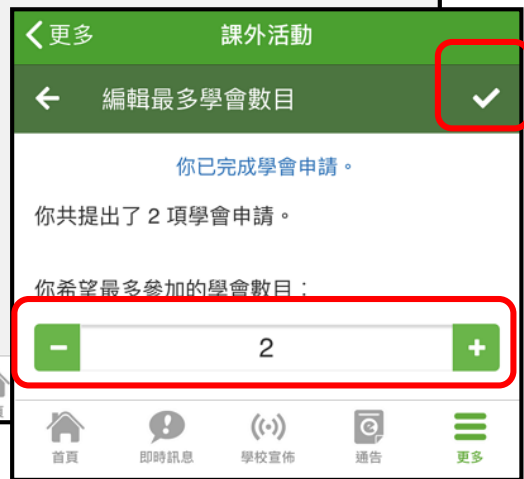 更多 課外活動
編輯最多學會數目
你已完成學會申請。
你共提出了 2 項學會申請。
你希望最多參加的學會數目：
2
首頁 即時訊息 學校宣佈 通告 更多